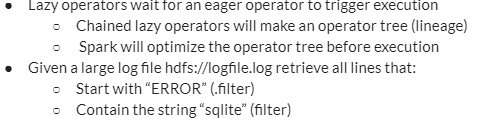 ● Lazy operators wait for an eager operator to trigger execution
○ Chained lazy operators will make an operator tree (lineage)
○ Spark will optimize the operator tree before execution
● Given a large log file hdfs://logfile.log retrieve all lines that:
○ Start with “ERROR” (.filter)
○ Contain the string “sqlite” (filter)